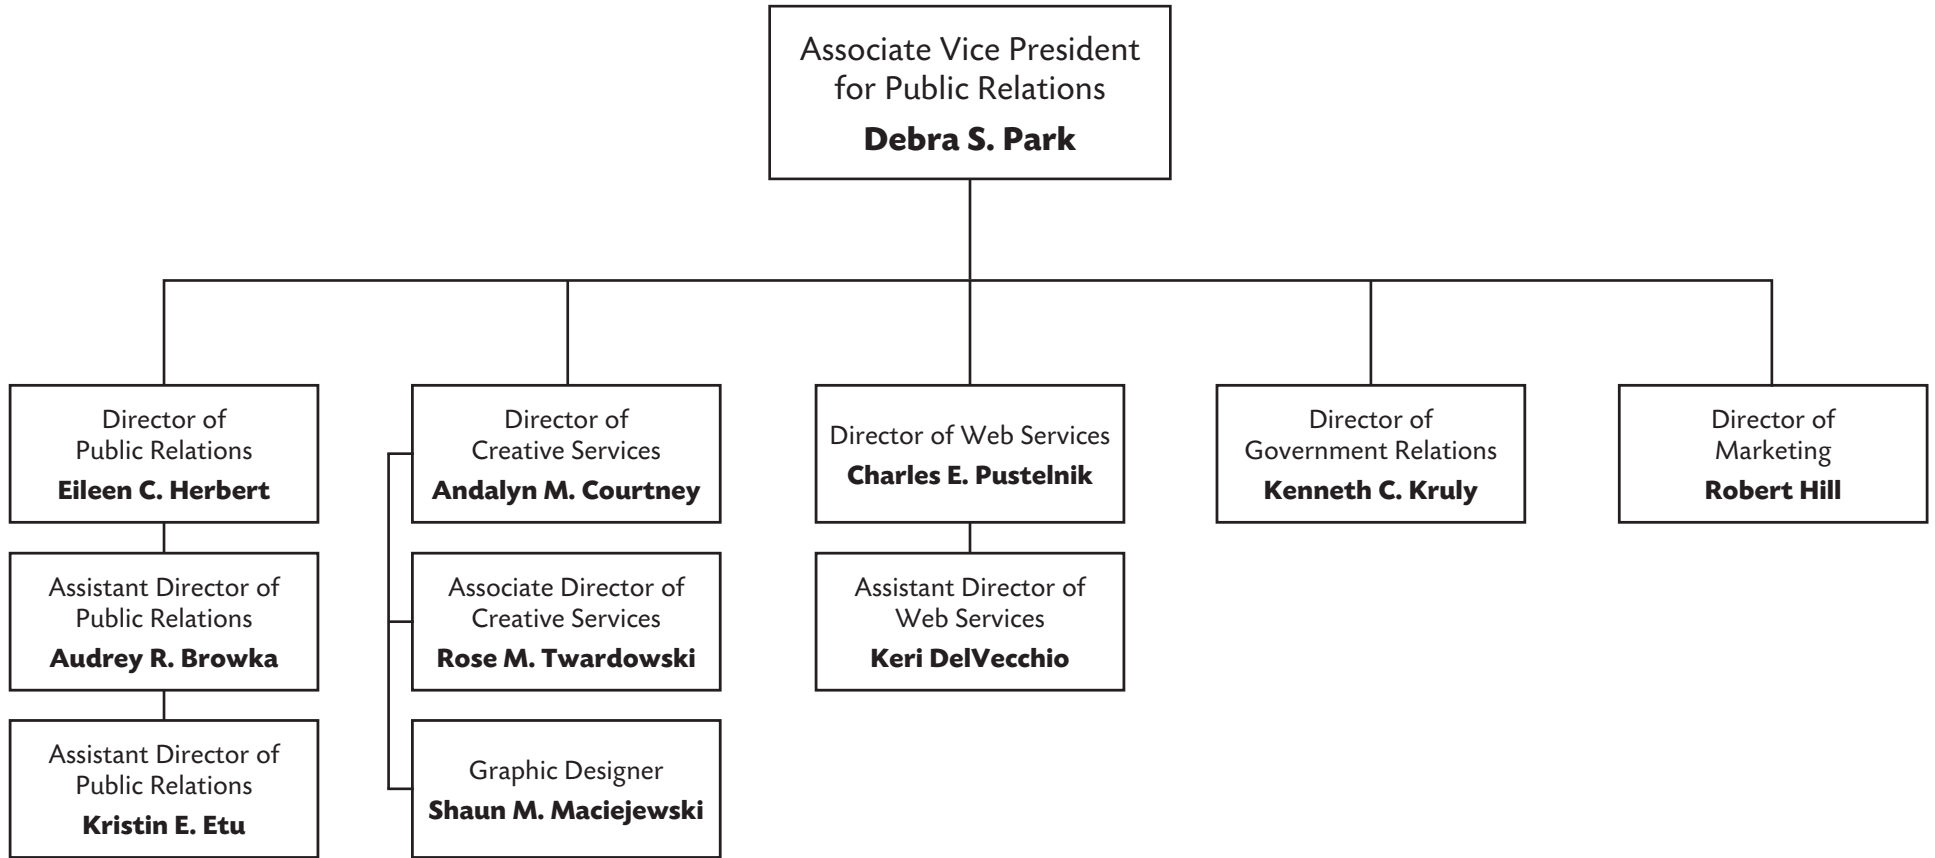 Associate Vice President
for Public Relations
Debra S. Park
Director of
Public Relations
Eileen C. Herbert
Director of
Creative Services
Andalyn M. Courtney
Director of Web Services
Charles E. Pustelnik
Director of
Government Relations
Kenneth C. Kruly
Director of
Marketing
Robert Hill
Assistant Director of
Public Relations
Audrey R. Browka
Associate Director of
Creative Services
Rose M. Twardowski
Assistant Director of
Web Services
Keri DelVecchio
Assistant Director of
Public Relations
Kristin E. Etu
Graphic Designer
Shaun M. Maciejewski